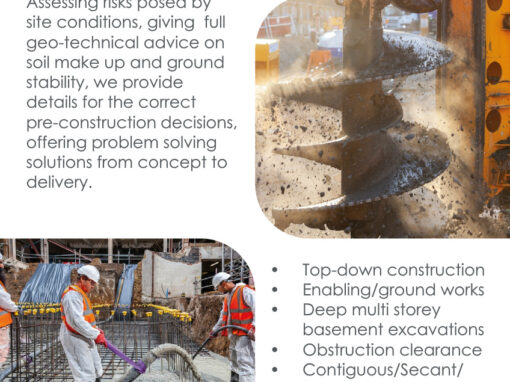 Assessing risks posed by
site conditions, giving full
geo-technical advice on
soil make up and ground
stability, we provide
details for the correct
pre-construction decisions,
offering problem solving
solutions from concept to
delivery.
• Top-down construction
• Enabling/ground works
• Deep multi storey
basement excavations
• Obstruction clearance
• Contiguous/Secant/